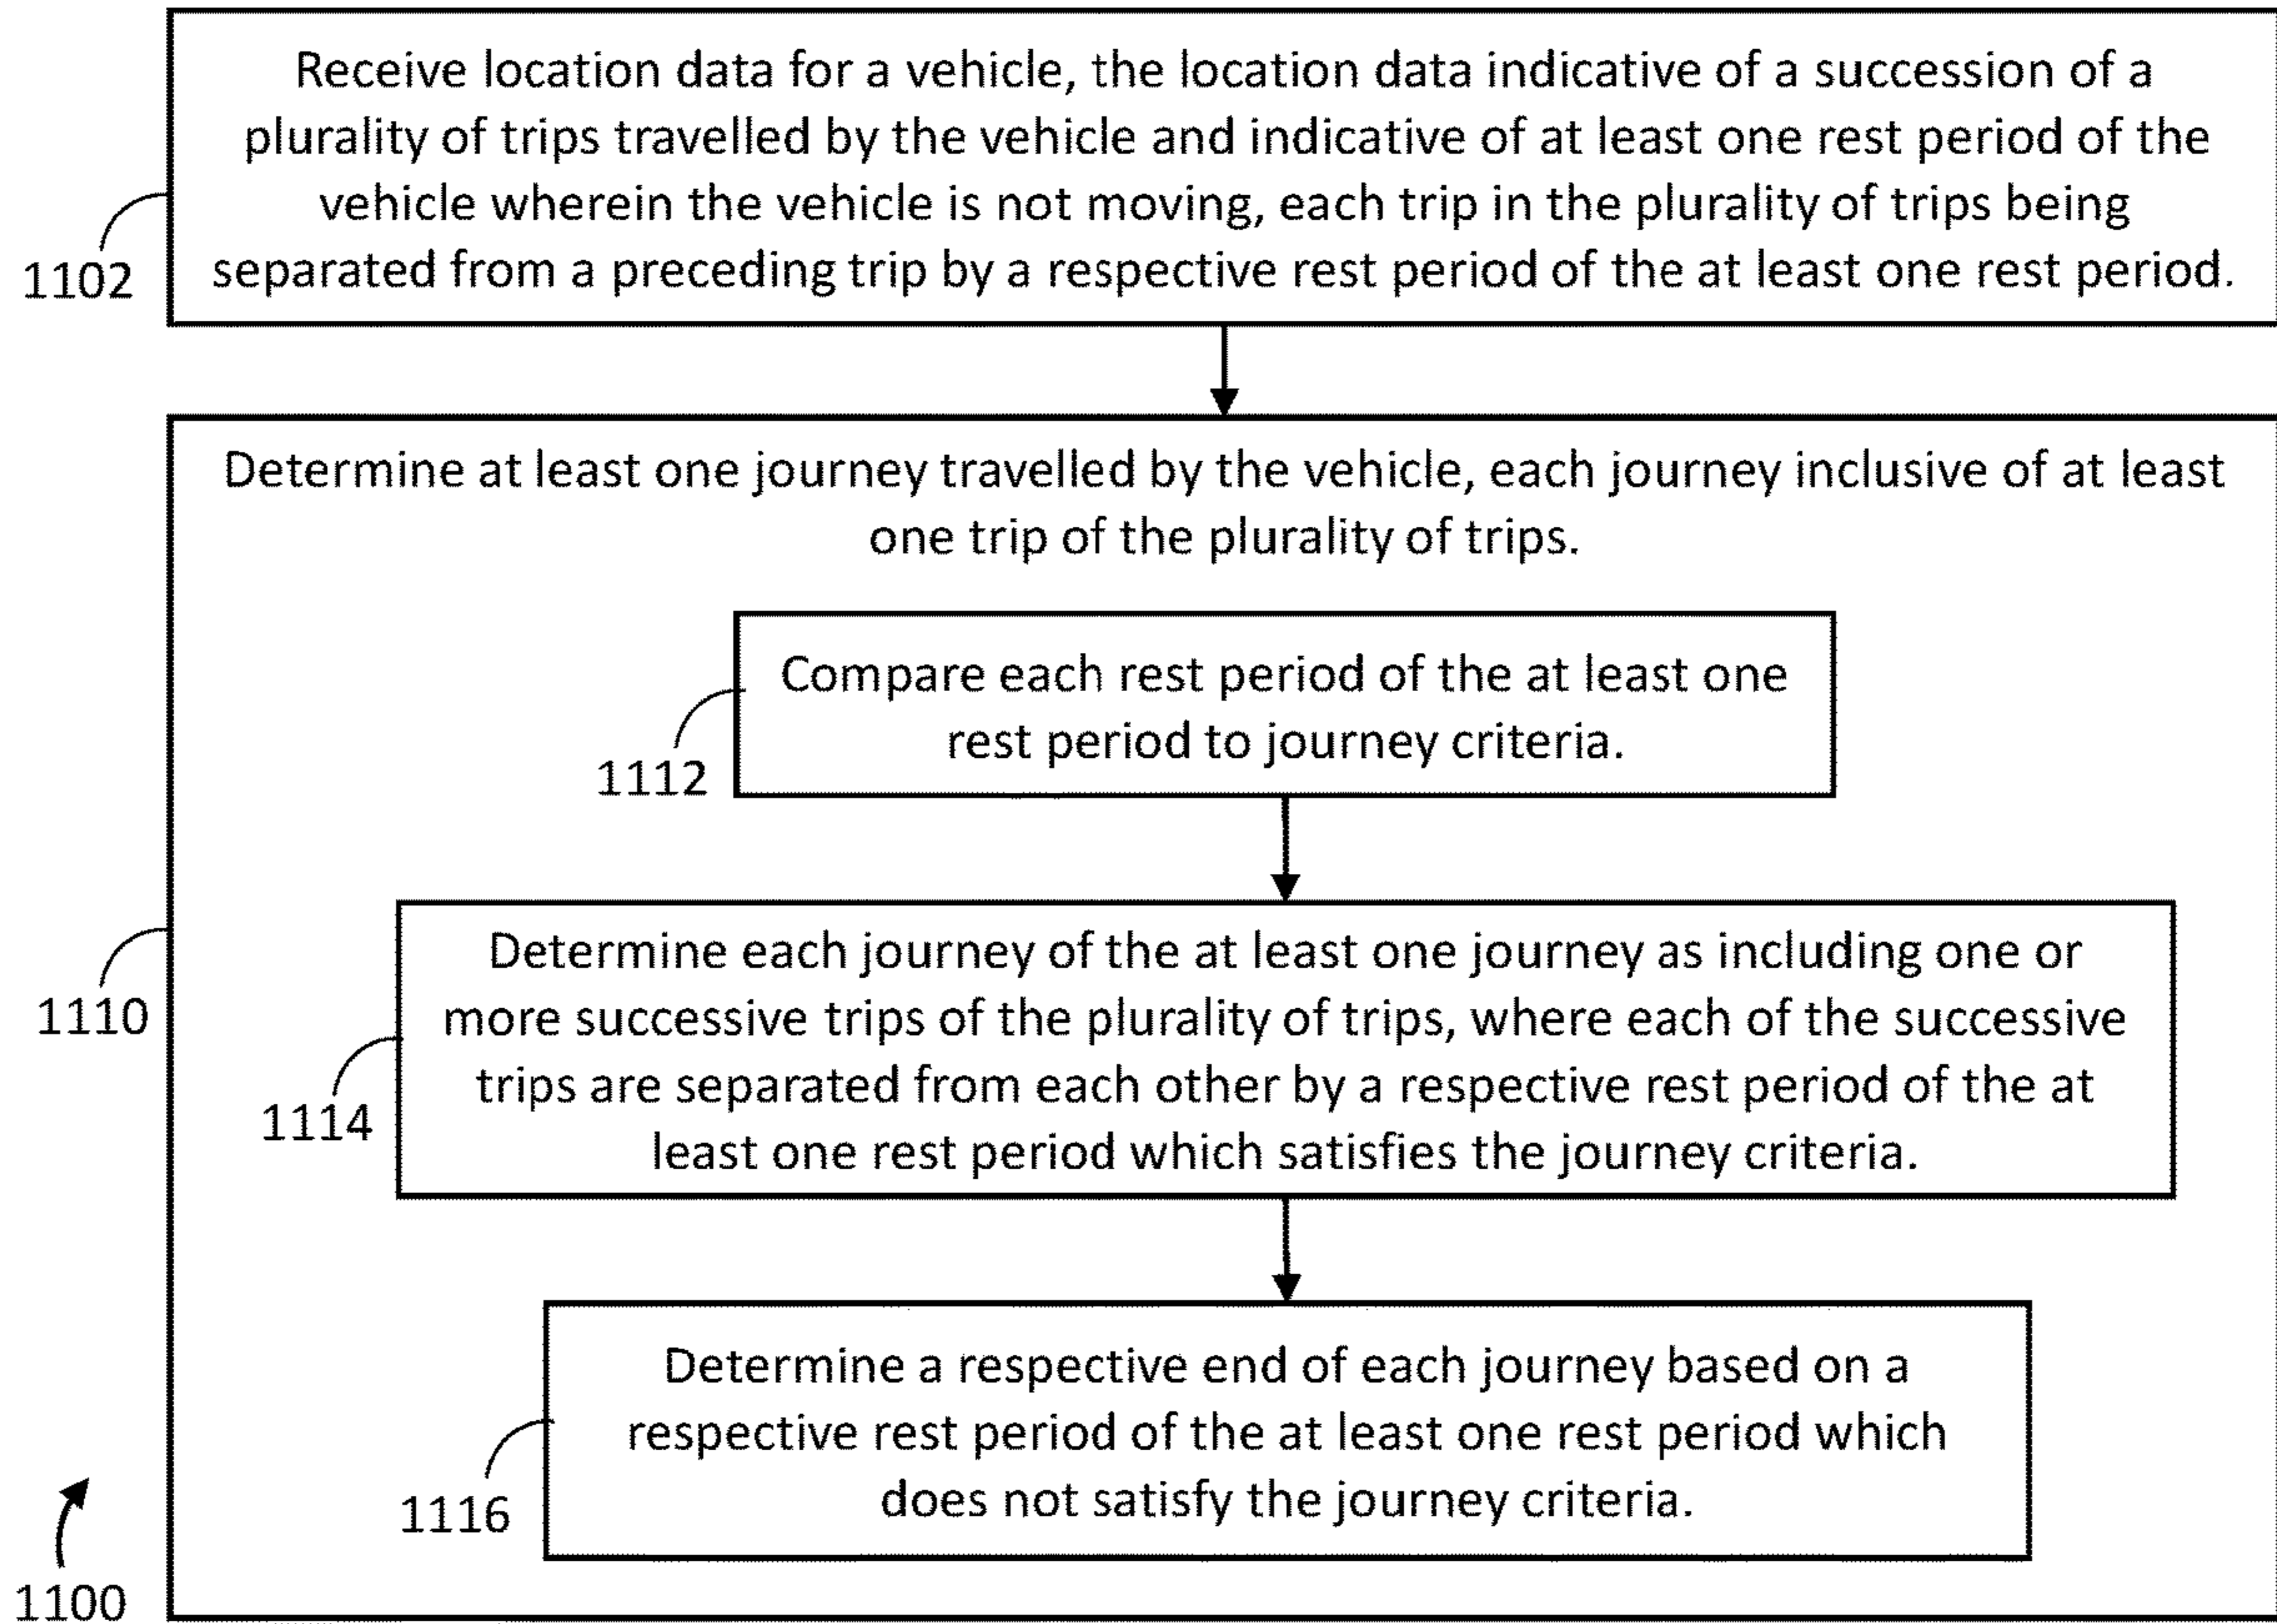 Receive location data for a vehicle, the location data indicative of a succession of a
plurality of trips travelled by the vehicle and indicative of at least one rest period of the
vehicle wherein the vehicle is not moving, each trip in the plurality of trips being
separated from a preceding trip by a respective rest period of the at least one rest period.
1102
Determine at least one journey travelled by the vehicle, each journey inclusive of at least
one trip of the plurality of trips.
Compare each rest period of the at least one
rest period to journey criteria.
1112
Determine each journey of the at least one journey as including one or
more successive trips of the plurality of trips, where each of the successive
trips are separated from each other by a respective rest period of the at
least one rest period which satisfies the journey criteria.
1110
1114
Determine a respective end of each journey based on a
respective rest period of the at least one rest period which
does not satisfy the journey criteria.
1116
1100